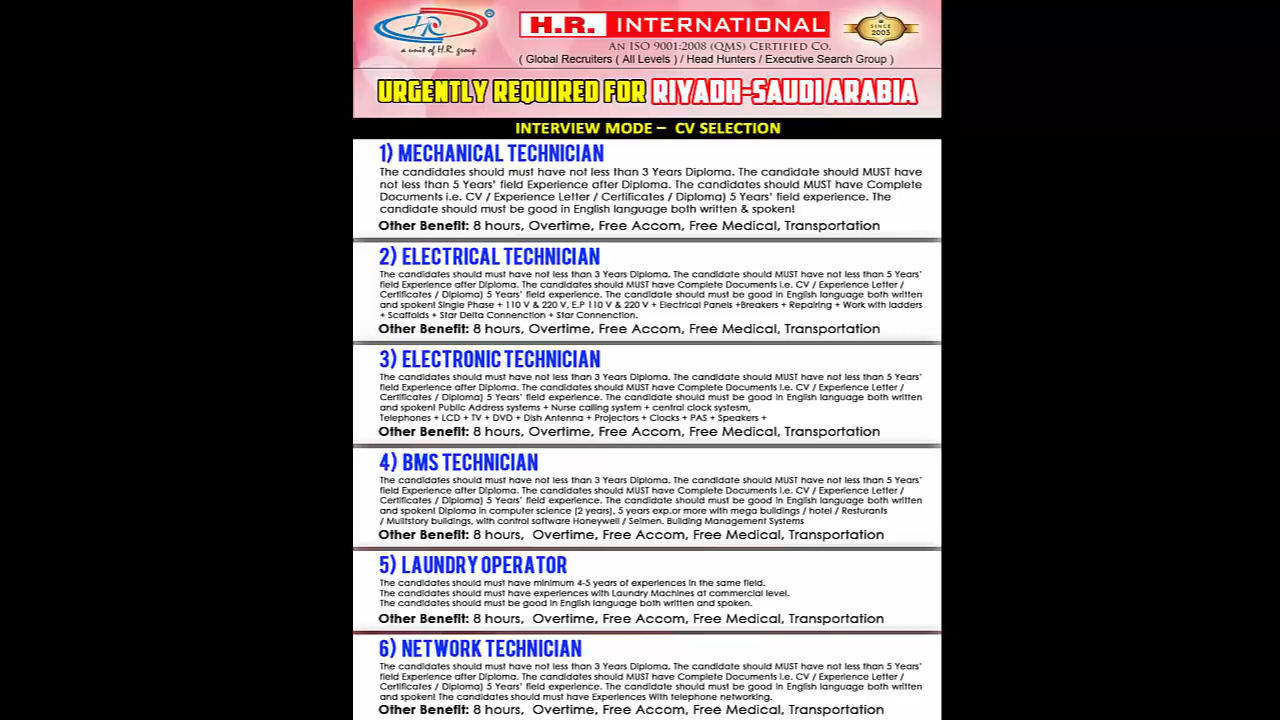 HR
a unit of H.R. group
H.R. INTERNATIONAL
AN ISO 9001:2008 (QMS) CERTIFIED CO.
( Global Recruiters ( All Levels ) / Head Hunters / Executive Search Group )
SINCE
2003
URGENTLY REQUIRED FOR RIYADH-SAUDI ARABIA
INTERVIEW MODE – CV SELECTION
1) MECHANICAL TECHNICIAN
The candidates should must have not less than 3 Years Diploma. The candidate should MUST have
not less than 5 Years' field Experience after Diploma. The candidates should MUST have Complete
Documents i.e. CV / Experience Letter / Certificates / Diploma) 5 Years' field experience. The
candidate should must be good in English language both written & spoken!
Other Benefit: 8 hours, Overtime, Free Accom, Free Medical, Transportation
2) ELECTRICAL TECHNICIAN
The candidates should must have not less than 3 Years Diploma. The candidate should MUST have not less than 5 Years'
field Experience after Diploma. The candidates should MUST have Complete Documents i.e. CV / Experience Letter /
Certificates / Diploma) 5 Years' field experience. The candidate should must be good in English language both written
and spoken! Single Phase + 110 V & 220 V, E.P 110 V & 220 V + Electrical Panels +Breakers + Repairing + Work with ladders
+ Scaffolds + Star Delta Connenction + Star Connenction.
Other Benefit: 8 hours, Overtime, Free Accom, Free Medical, Transportation
3) ELECTRONIC TECHNICIAN
The candidates should must have not less than 3 Years Diploma. The candidate should MUST have not less than 5 Years'
field Experience after Diploma. The candidates should MUST have Complete Documents i.e. CV / Experience Letter /
Certificates / Diploma) 5 Years' field experience. The candidate should must be good in English language both written
and spoken! Public Address systems + Nurse calling system + central clock systesm,
Telephones + LCD + TV + DVD + Dish Antenna + Projectors + Clocks + PAS + Speakers +
Other Benefit: 8 hours, Overtime, Free Accom, Free Medical, Transportation
4) BMS TECHNICIAN
The candidates should must have not less than 3 Years Diploma. The candidate should MUST have not less than 5 Years'
field Experience after Diploma. The candidates should MUST have Complete Documents i.e. CV / Experience Letter /
Certificates / Diploma) 5 Years' field experience. The candidate should must be good in English language both written
and spoken! Diploma in computer science (2 years), 5 years exp.or more with mega buildings / hotel / Resturants
/ Mulitstory buildings, with control software Honeywell / Seimen. Building Management Systems
Other Benefit: 8 hours, Overtime, Free Accom, Free Medical, Transportation
5) LAUNDRY OPERATOR
The candidates should must have minimum 4-5 years of experiences in the same field.
The candidates should must have experiences with Laundry Machines at commercial level.
The candidates should must be good in English language both written and spoken.
Other Benefit: 8 hours, Overtime, Free Accom, Free Medical, Transportation
6) NETWORK TECHNICIAN
The candidates should must have not less than 3 Years Diploma. The candidate should MUST have not less than 5 Years'
field Experience after Diploma. The candidates should MUST have Complete Documents i.e. CV / Experience Letter /
Certificates / Diploma) 5 Years' field experience. The candidate should must be good in English language both written
and spoken! The candidates should must have Experiences With telephone networking.
Other Benefit: 8 hours, Overtime, Free Accom, Free Medical, Transportation